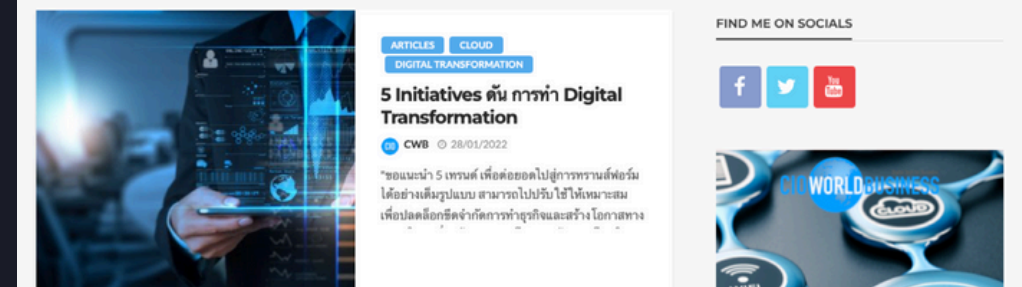 ARTICLES CLOUD
DIGITAL TRANSFORMATION
5 Initiatives ดัน การทำ Digital
Transformation
CWB 28/01/2022
"ขอแนะนำ 5 เทรนด์ เพื่อต่อยอดไปสู่การทรานส์ฟอร์ม
ได้อย่างเต็มรูปแบบ สามารถไปปรับใช้ให้เหมาะสม
เพื่อปลดล็อกขีดจำกัดการทำธุรกิจและสร้างโอกาสทาง
FIND ME ON SOCIALS
f
You
Tube
CIOWORLDBUSINESS
CLOUD
WIFI